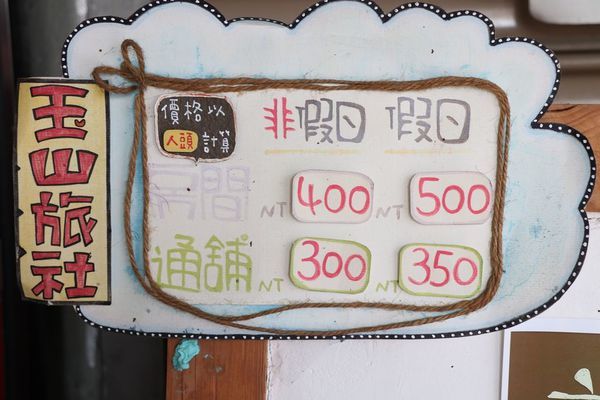 玉山旅社
價格以
人頭計算
非假日 假日
房間 NT 400 NT 500
通舖 NT 300 NT 350